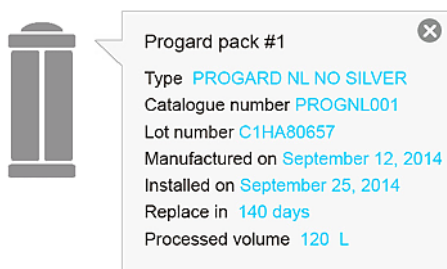 Progard pack #1
Type PROGARD NL NO SILVER
Catalogue number PROGNL001
Lot number C1HA80657
Manufactured on September 12, 2014
Installed on September 25, 2014
Replace in 140 days
Processed volume 120 L